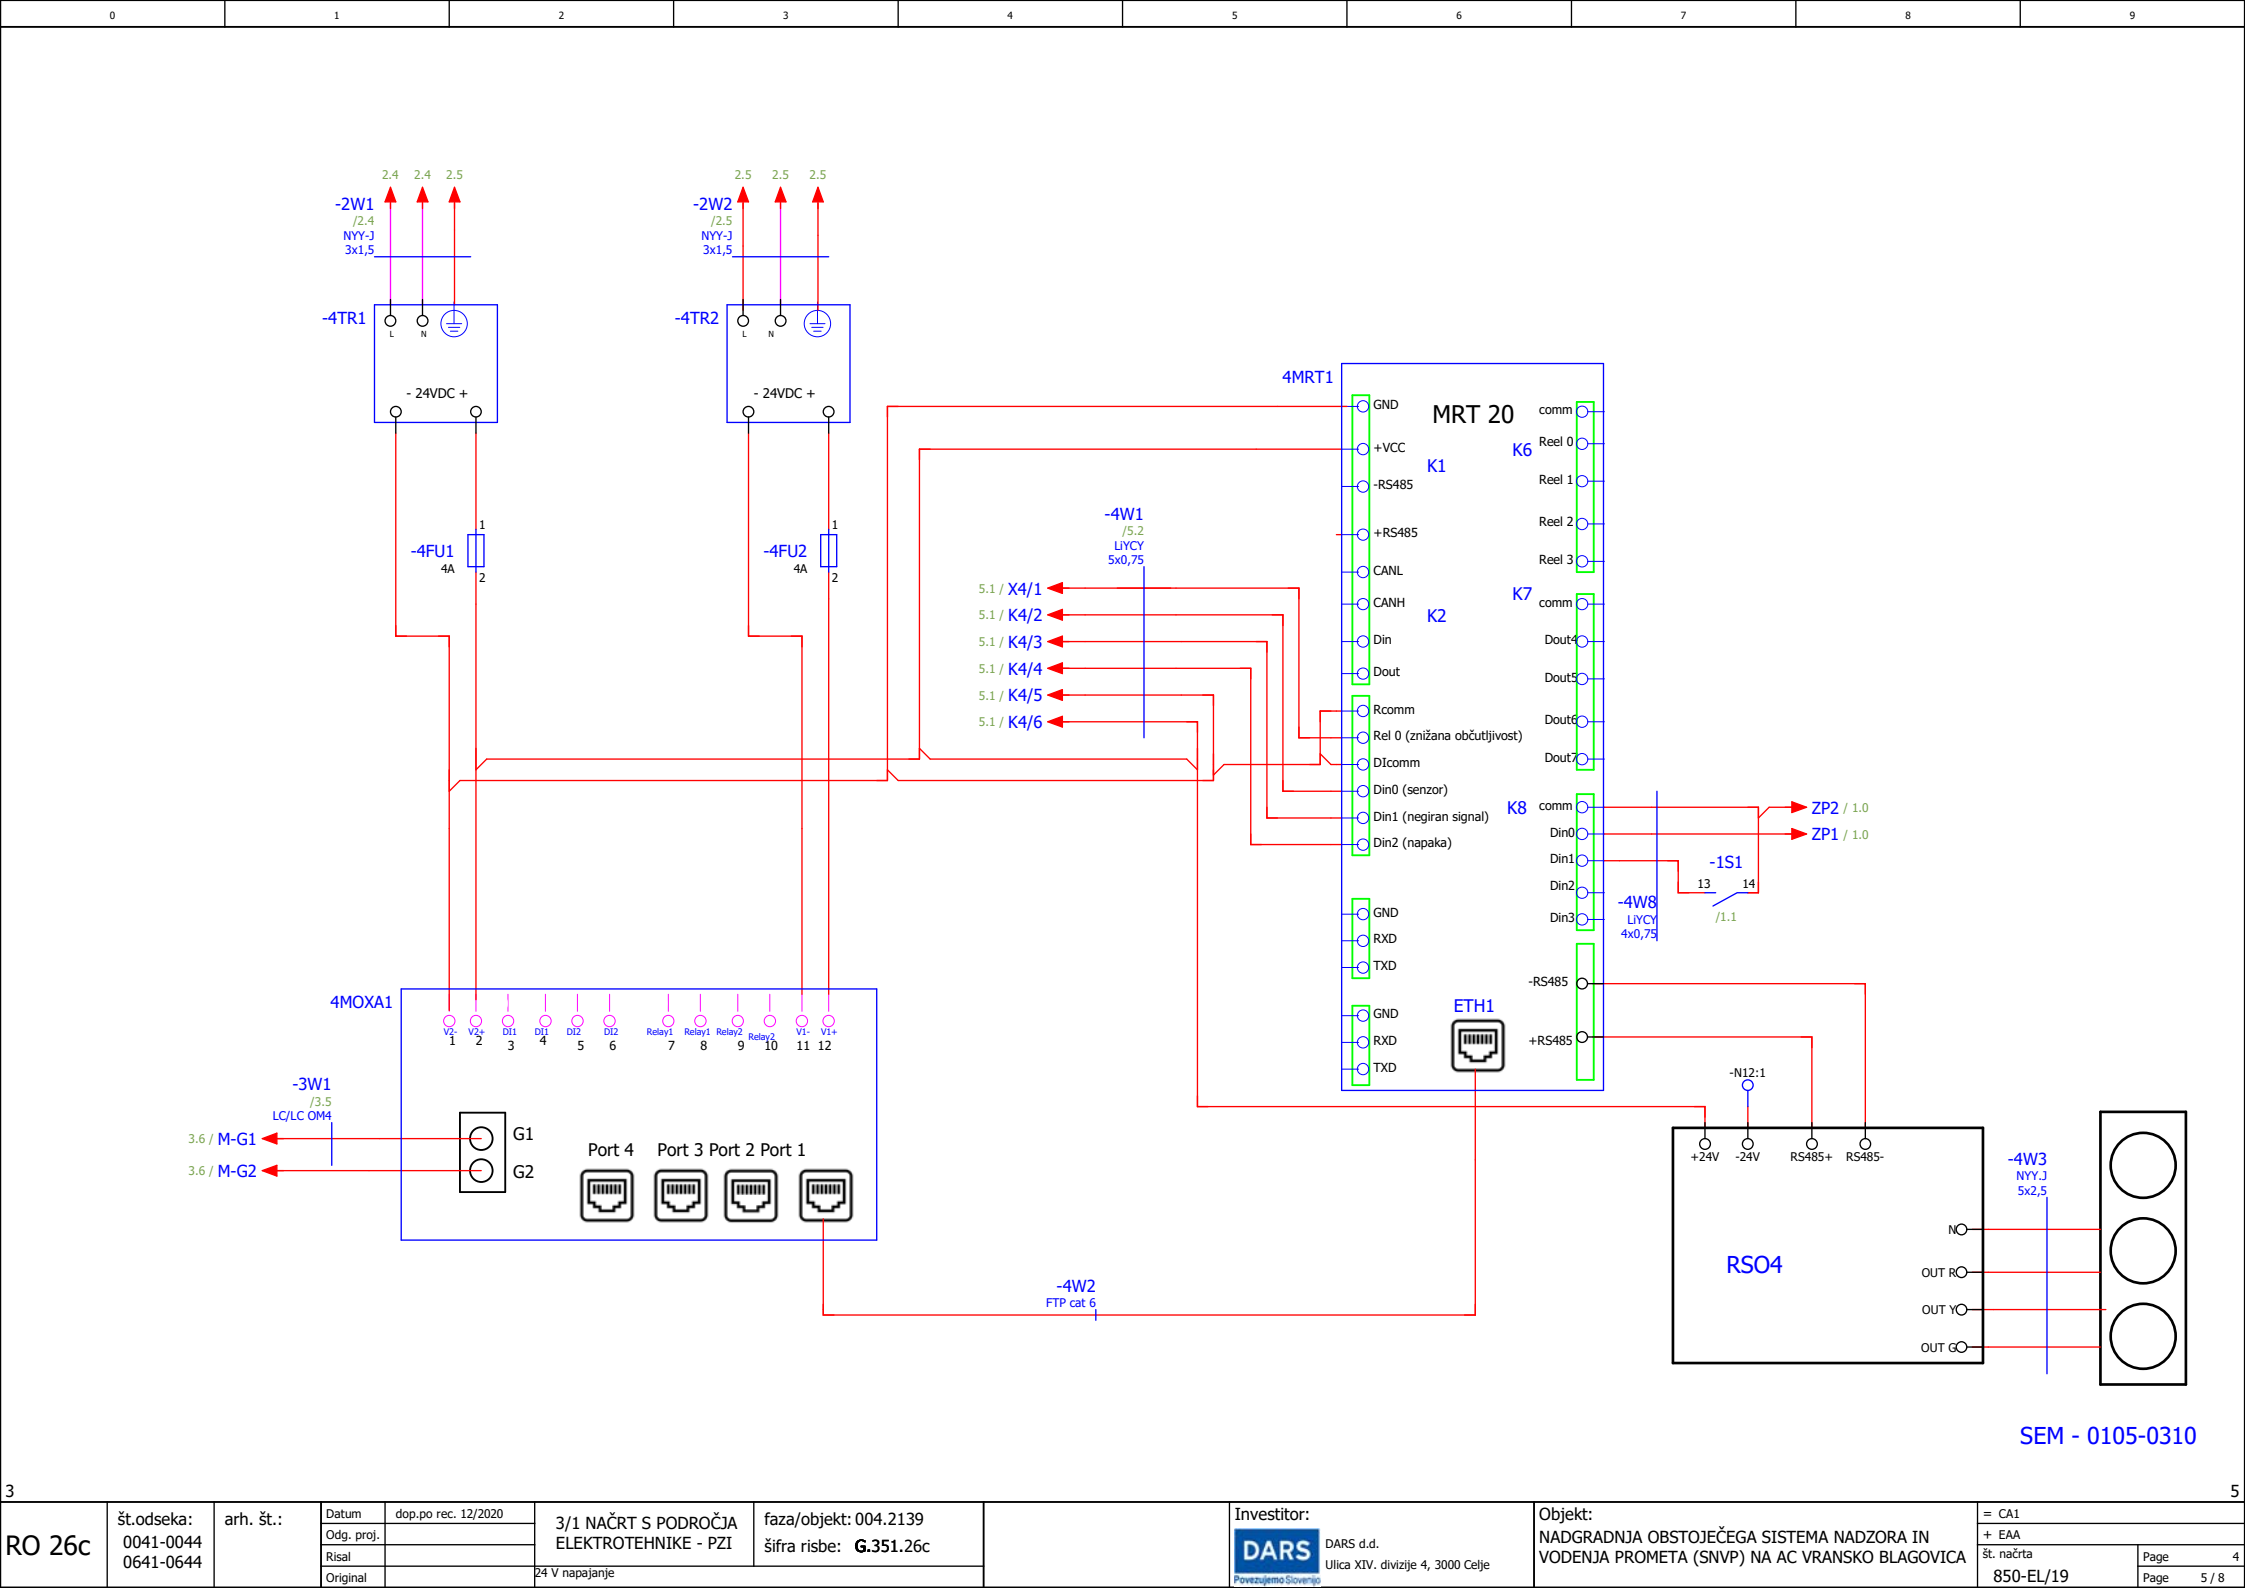 0 1 2 3 4 5 6 7 8 9
2.4 2.4 2.5
-2W1
/2.4
NYY-J
3x1,5
2.5 2.5 2.5
-2W2
/2.5
NYY-J
3x1,5
-4TR1
L N
- 24VDC +
-4TR2
L N
- 24VDC +
1
-4FU1
4A
2
1
-4FU2
4A
2
4MRT1
MRT 20
GND
+VCC
K1
-RS485
+RS485
CANL
CANH
K2
Din
Dout
Rcomm
Rel 0 (znižana občutljivost)
DIcomm
Din0 (senzor)
Din1 (negiran signal)
Din2 (napaka)
GND
RXD
TXD
GND
RXD
TXD
comm
K6
Reel 0
Reel 1
Reel 2
Reel 3
K7
comm
Dout4
Dout5
Dout6
Dout7
K8
comm
Din0
Din1
Din2
Din3
-RS485
+RS485
ETH1
-4W1
/5.2
LiYCY
5x0,75
5.1 / X4/1
5.1 / K4/2
5.1 / K4/3
5.1 / K4/4
5.1 / K4/5
5.1 / K4/6
ZP2 / 1.0
ZP1 / 1.0
-1S1
13 14
/1.1
-4W8
LiYCY
4x0,75
4MOXA1
V2- V2+ DI1 DI1 DI2 DI2 Relay1 Relay1 Relay2 Relay2 V1- V1+
1 2 3 4 5 6 7 8 9 10 11 12
-3W1
/3.5
LC/LC OM4
3.6 / M-G1
3.6 / M-G2
G1
G2
Port 4 Port 3 Port 2 Port 1
-4W2
FTP cat 6
-N12:1
+24V -24V RS485+ RS485-
RSO4
N
OUT R
OUT Y
OUT G
-4W3
NYY.J
5x2,5
SEM - 0105-0310
3
5
RO 26c
št.odseka:
0041-0044
0641-0644
arh. št.:
Datum dop.po rec. 12/2020
Odg. proj.
Risal
Original
3/1 NAČRT S PODROČJA
ELEKTROTEHNIKE - PZI
24 V napajanje
faza/objekt: 004.2139
šifra risbe: G.351.26c
Investitor:
DARS
Povezujemo Slovenijo
DARS d.d.
Ulica XIV. divizije 4, 3000 Celje
Objekt:
NADGRADNJA OBSTOJEČEGA SISTEMA NADZORA IN
VODENJA PROMETA (SNVP) NA AC VRANSKO BLAGOVICA
= CA1
+ EAA
št. načrta
850-EL/19
Page 4
Page 5 / 8